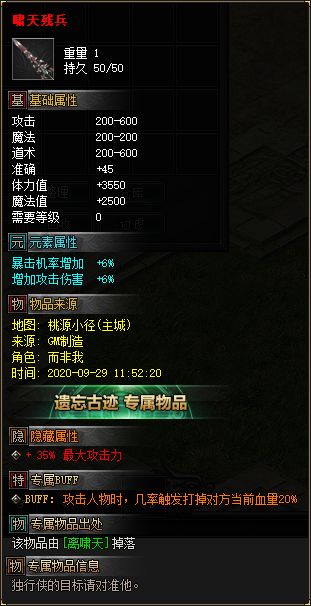 啸天残兵
重量 1
持久 50/50
基 基础属性
攻击 200-600
魔法 200-200
道术 200-600
准确 +45
体力值 +3550
魔法值 +2500
需要等级 0
元 元素属性
暴击机率增加 +6%
增加攻击伤害 +6%
物 物品来源
地图: 桃源小径(主城)
来源: GM制造
角色: 而非我
时间: 2020-09-29 11:52:20
遗忘古迹 专属物品
隐 隐藏属性
+ 35% 最大攻击力
特 专属BUFF
BUFF: 攻击人物时, 几率触发打掉对方当前血量20%
物 专属物品出处
该物品由 [离啸天] 掉落
物 专属物品信息
独行侠的目标请对准他。